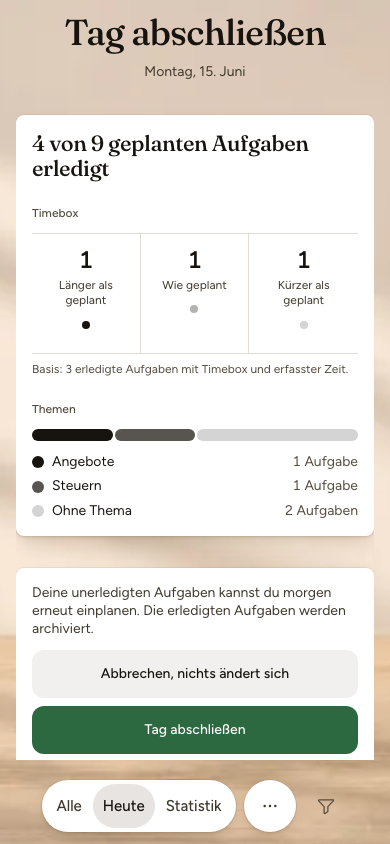 Tag abschließen
Montag, 15. Juni
4 von 9 geplanten Aufgaben
erledigt
Timebox
1
Länger als
geplant
1
Wie geplant
1
Kürzer als
geplant
Basis: 3 erledigte Aufgaben mit Timebox und erfasster Zeit.
Themen
Angebote 1 Aufgabe
Steuern 1 Aufgabe
Ohne Thema 2 Aufgaben
Deine unerledigten Aufgaben kannst du morgen
erneut einplanen. Die erledigten Aufgaben werden
archiviert.
Abbrechen, nichts ändert sich
Tag abschließen
Alle Heute Statistik